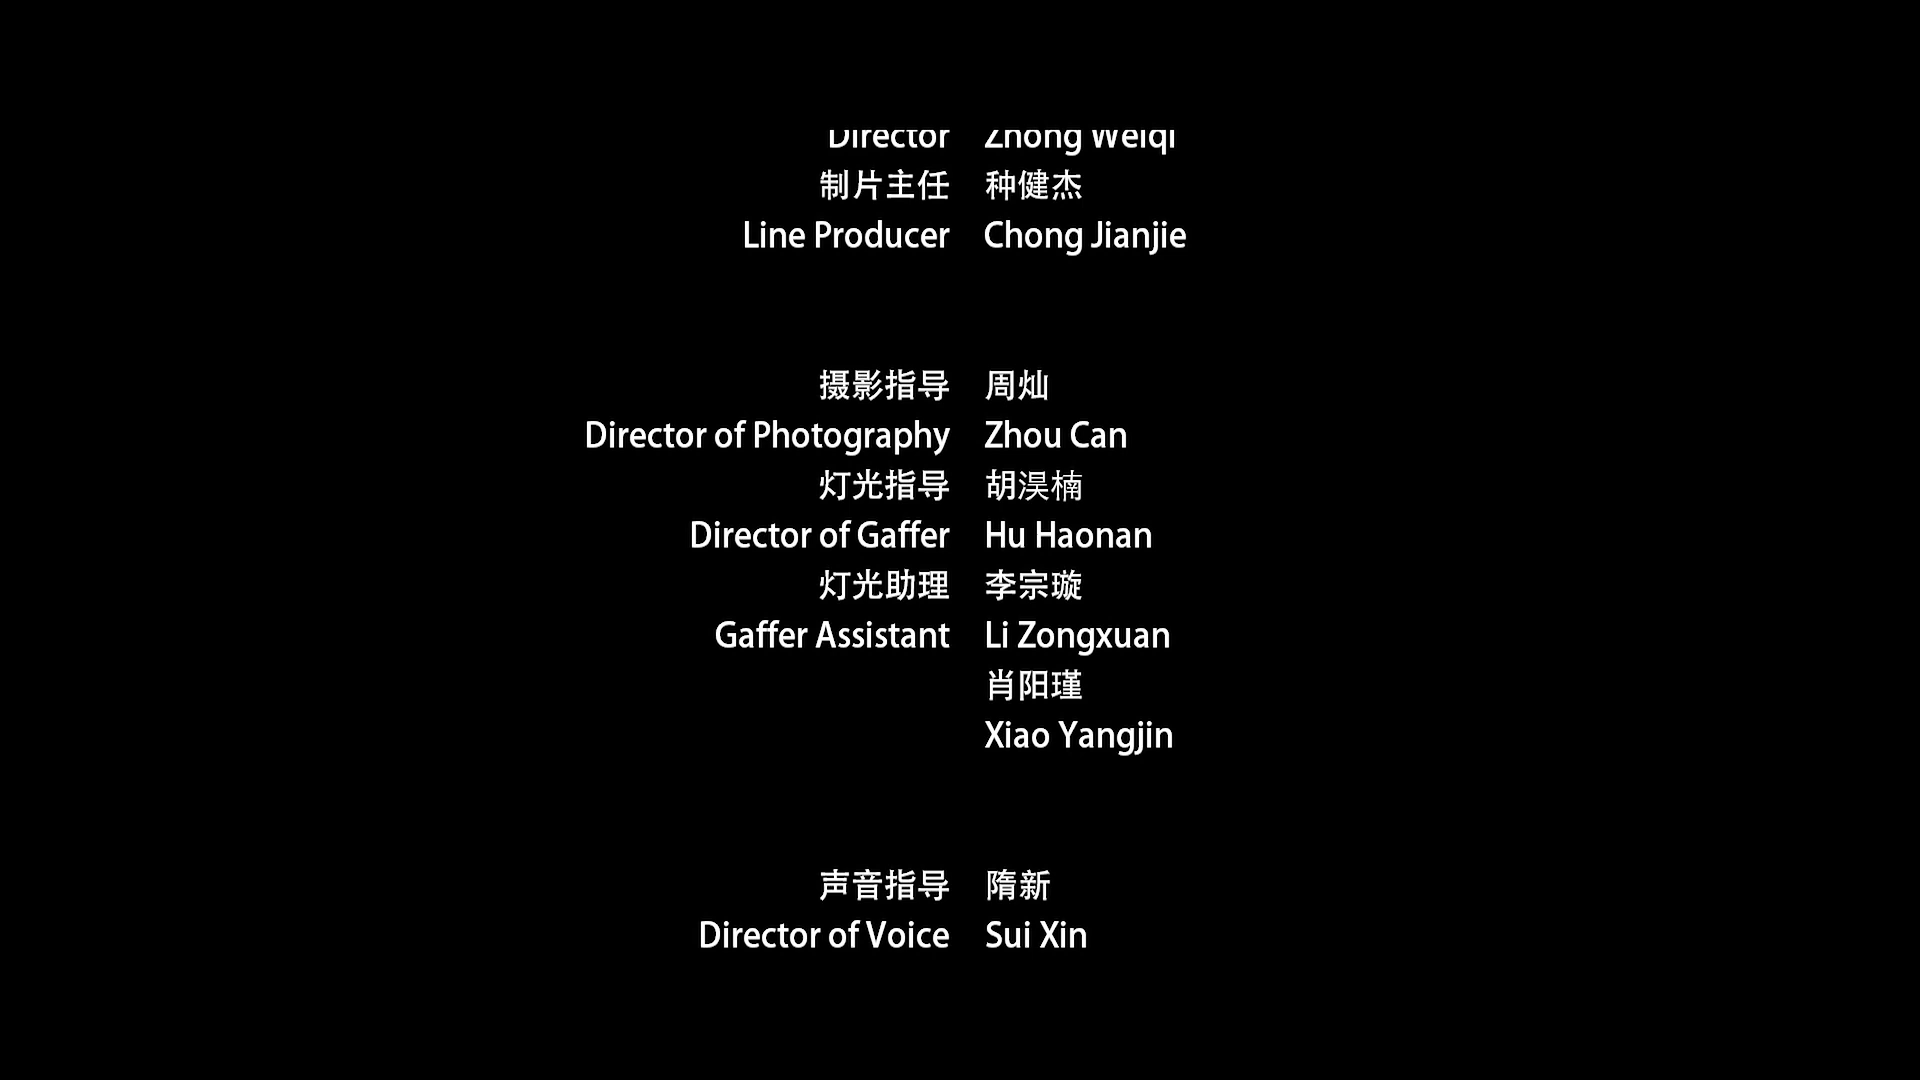 Director Zhong Weiqi
制片主任 种健杰
Line Producer Chong Jianjie
摄影指导 周灿
Director of Photography Zhou Can
灯光指导 胡淏楠
Director of Gaffer Hu Haonan
灯光助理 李宗璇
Gaffer Assistant Li Zongxuan
肖阳瑾
Xiao Yangjin
声音指导 隋新
Director of Voice Sui Xin